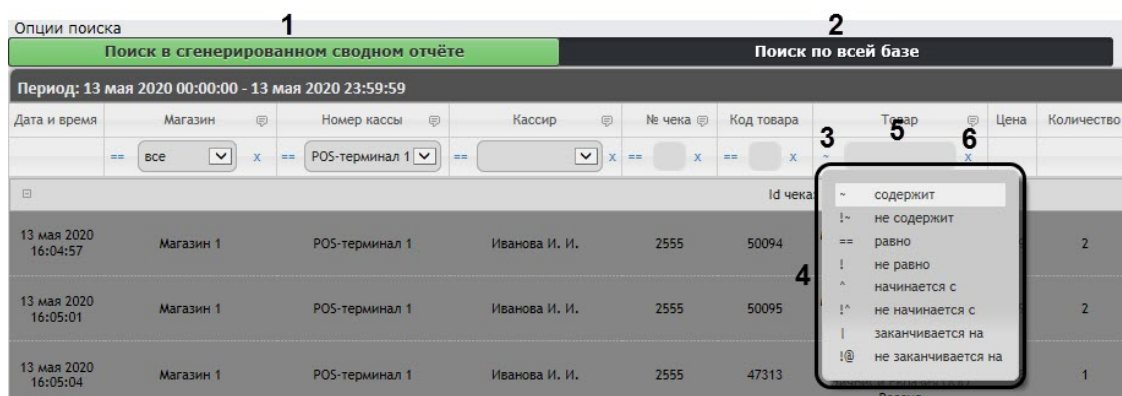 Опции поиска 1 2
Поиск в сгенерированном сводном отчёте Поиск по всей базе
Период: 13 мая 2020 00:00:00 - 13 мая 2020 23:59:59
Дата и время Магазин Номер кассы Кассир № чека Код товара Товар Цена Количество
3 5 6
== все x == POS-терминал 1 == x == x == x ~ x
Id чека:
~ содержит
!~ не содержит
== равно
! не равно
^ начинается с
!^ не начинается с
| заканчивается на
!@ не заканчивается на
4
13 мая 2020
16:04:57 Магазин 1 POS-терминал 1 Иванова И. И. 2555 50094 2
13 мая 2020
16:05:01 Магазин 1 POS-терминал 1 Иванова И. И. 2555 50095 2
13 мая 2020
16:05:04 Магазин 1 POS-терминал 1 Иванова И. И. 2555 47313 1